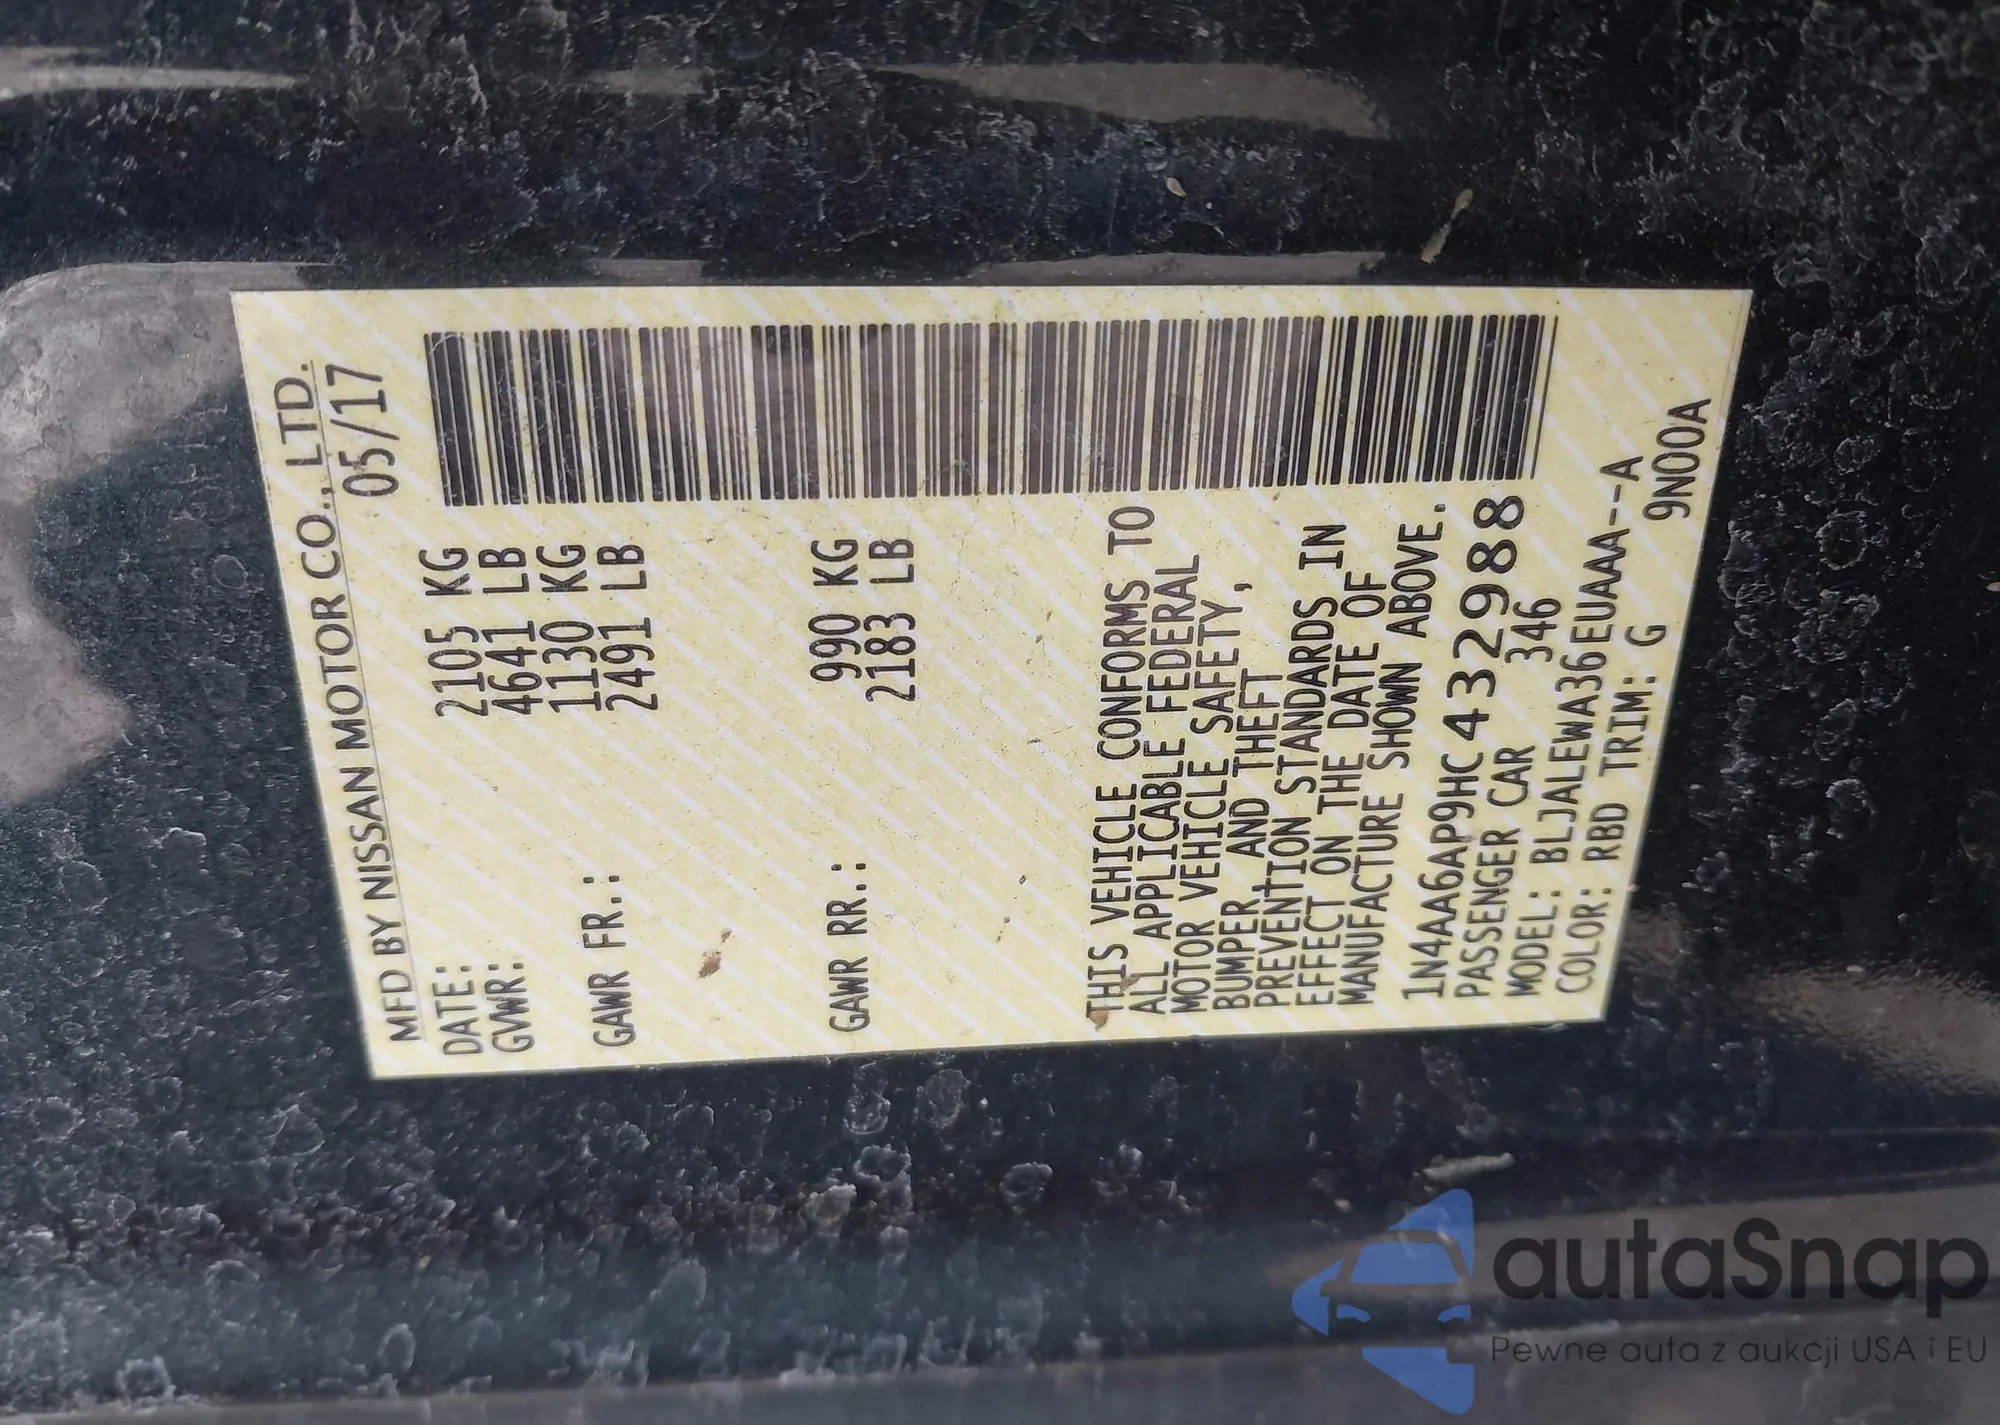 MFD BY NISSAN MOTOR CO., LTD.
DATE: 05/17
GVWR: 2105 KG
4641 LB
GAWR FR.: 1130 KG
2491 LB
GAWR RR.: 990 KG
2183 LB
THIS VEHICLE CONFORMS TO
ALL APPLICABLE FEDERAL
MOTOR VEHICLE SAFETY,
BUMPER, AND THEFT
PREVENTION STANDARDS IN
EFFECT ON THE DATE OF
MANUFACTURE SHOWN ABOVE.
1N4AA6AP9HC432988
PASSENGER CAR 346
MODEL: BLJALEWA36EUAAA--A
COLOR: RBD TRIM: G 9N00A
autaSnap
Pewne auta z aukcji USA i EU